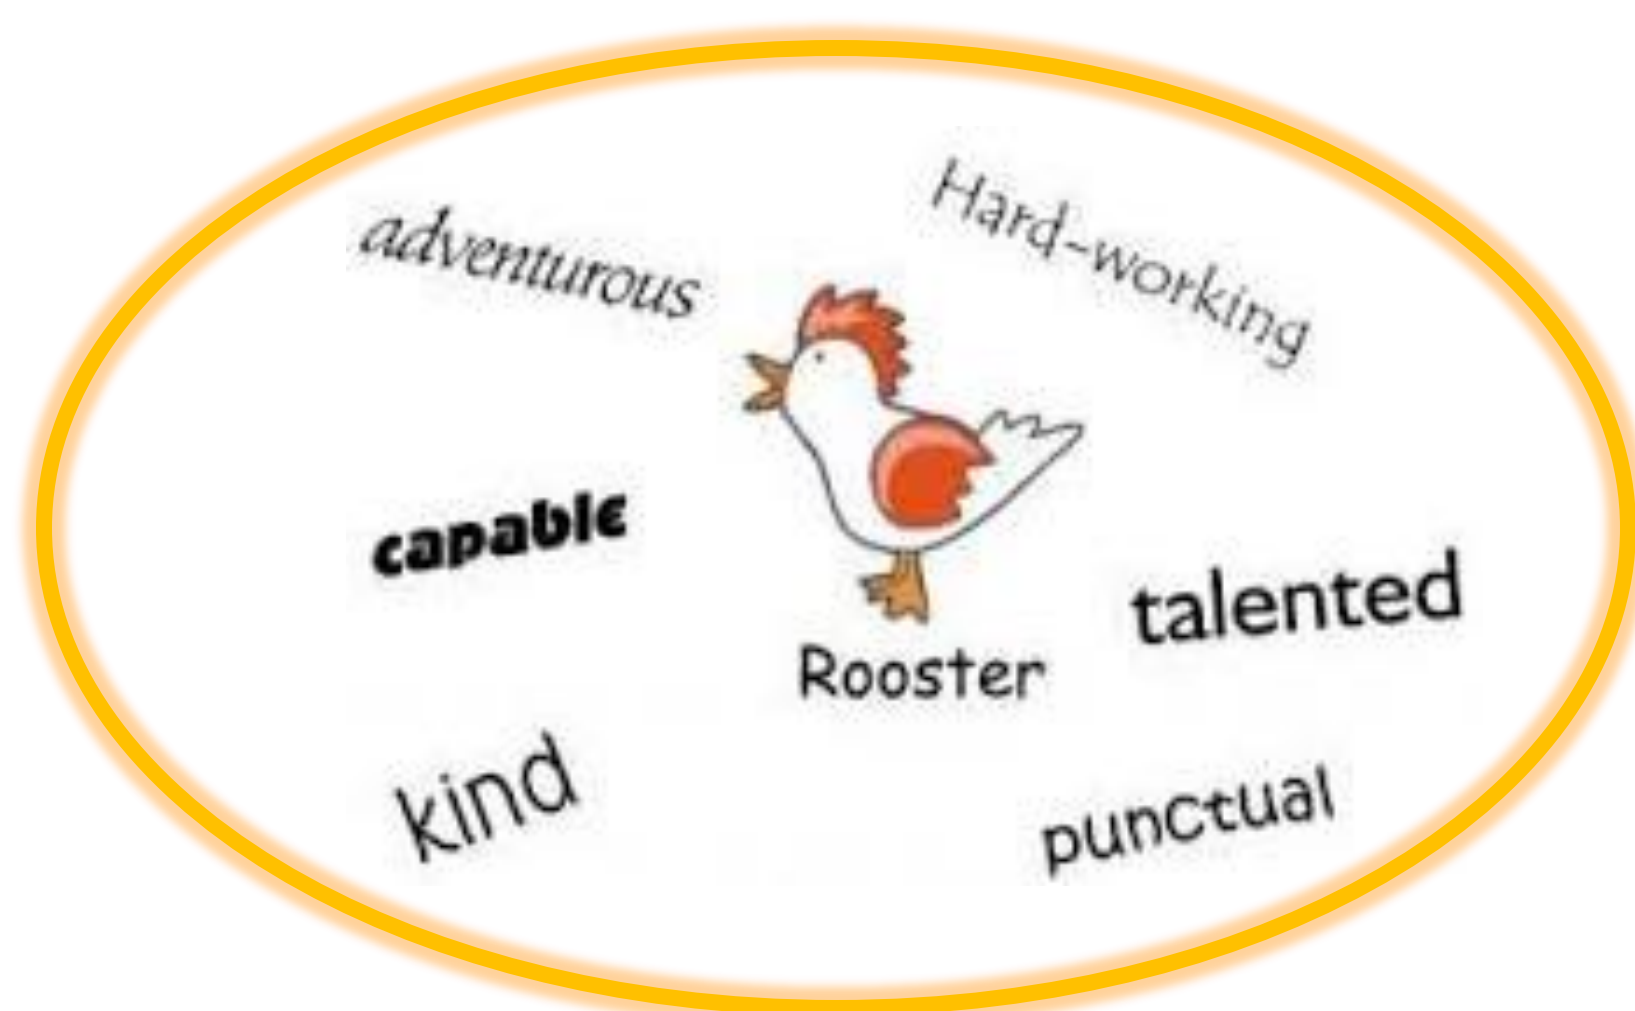 adventurous
Hard-working
capable
talented
Rooster
kind
punctual